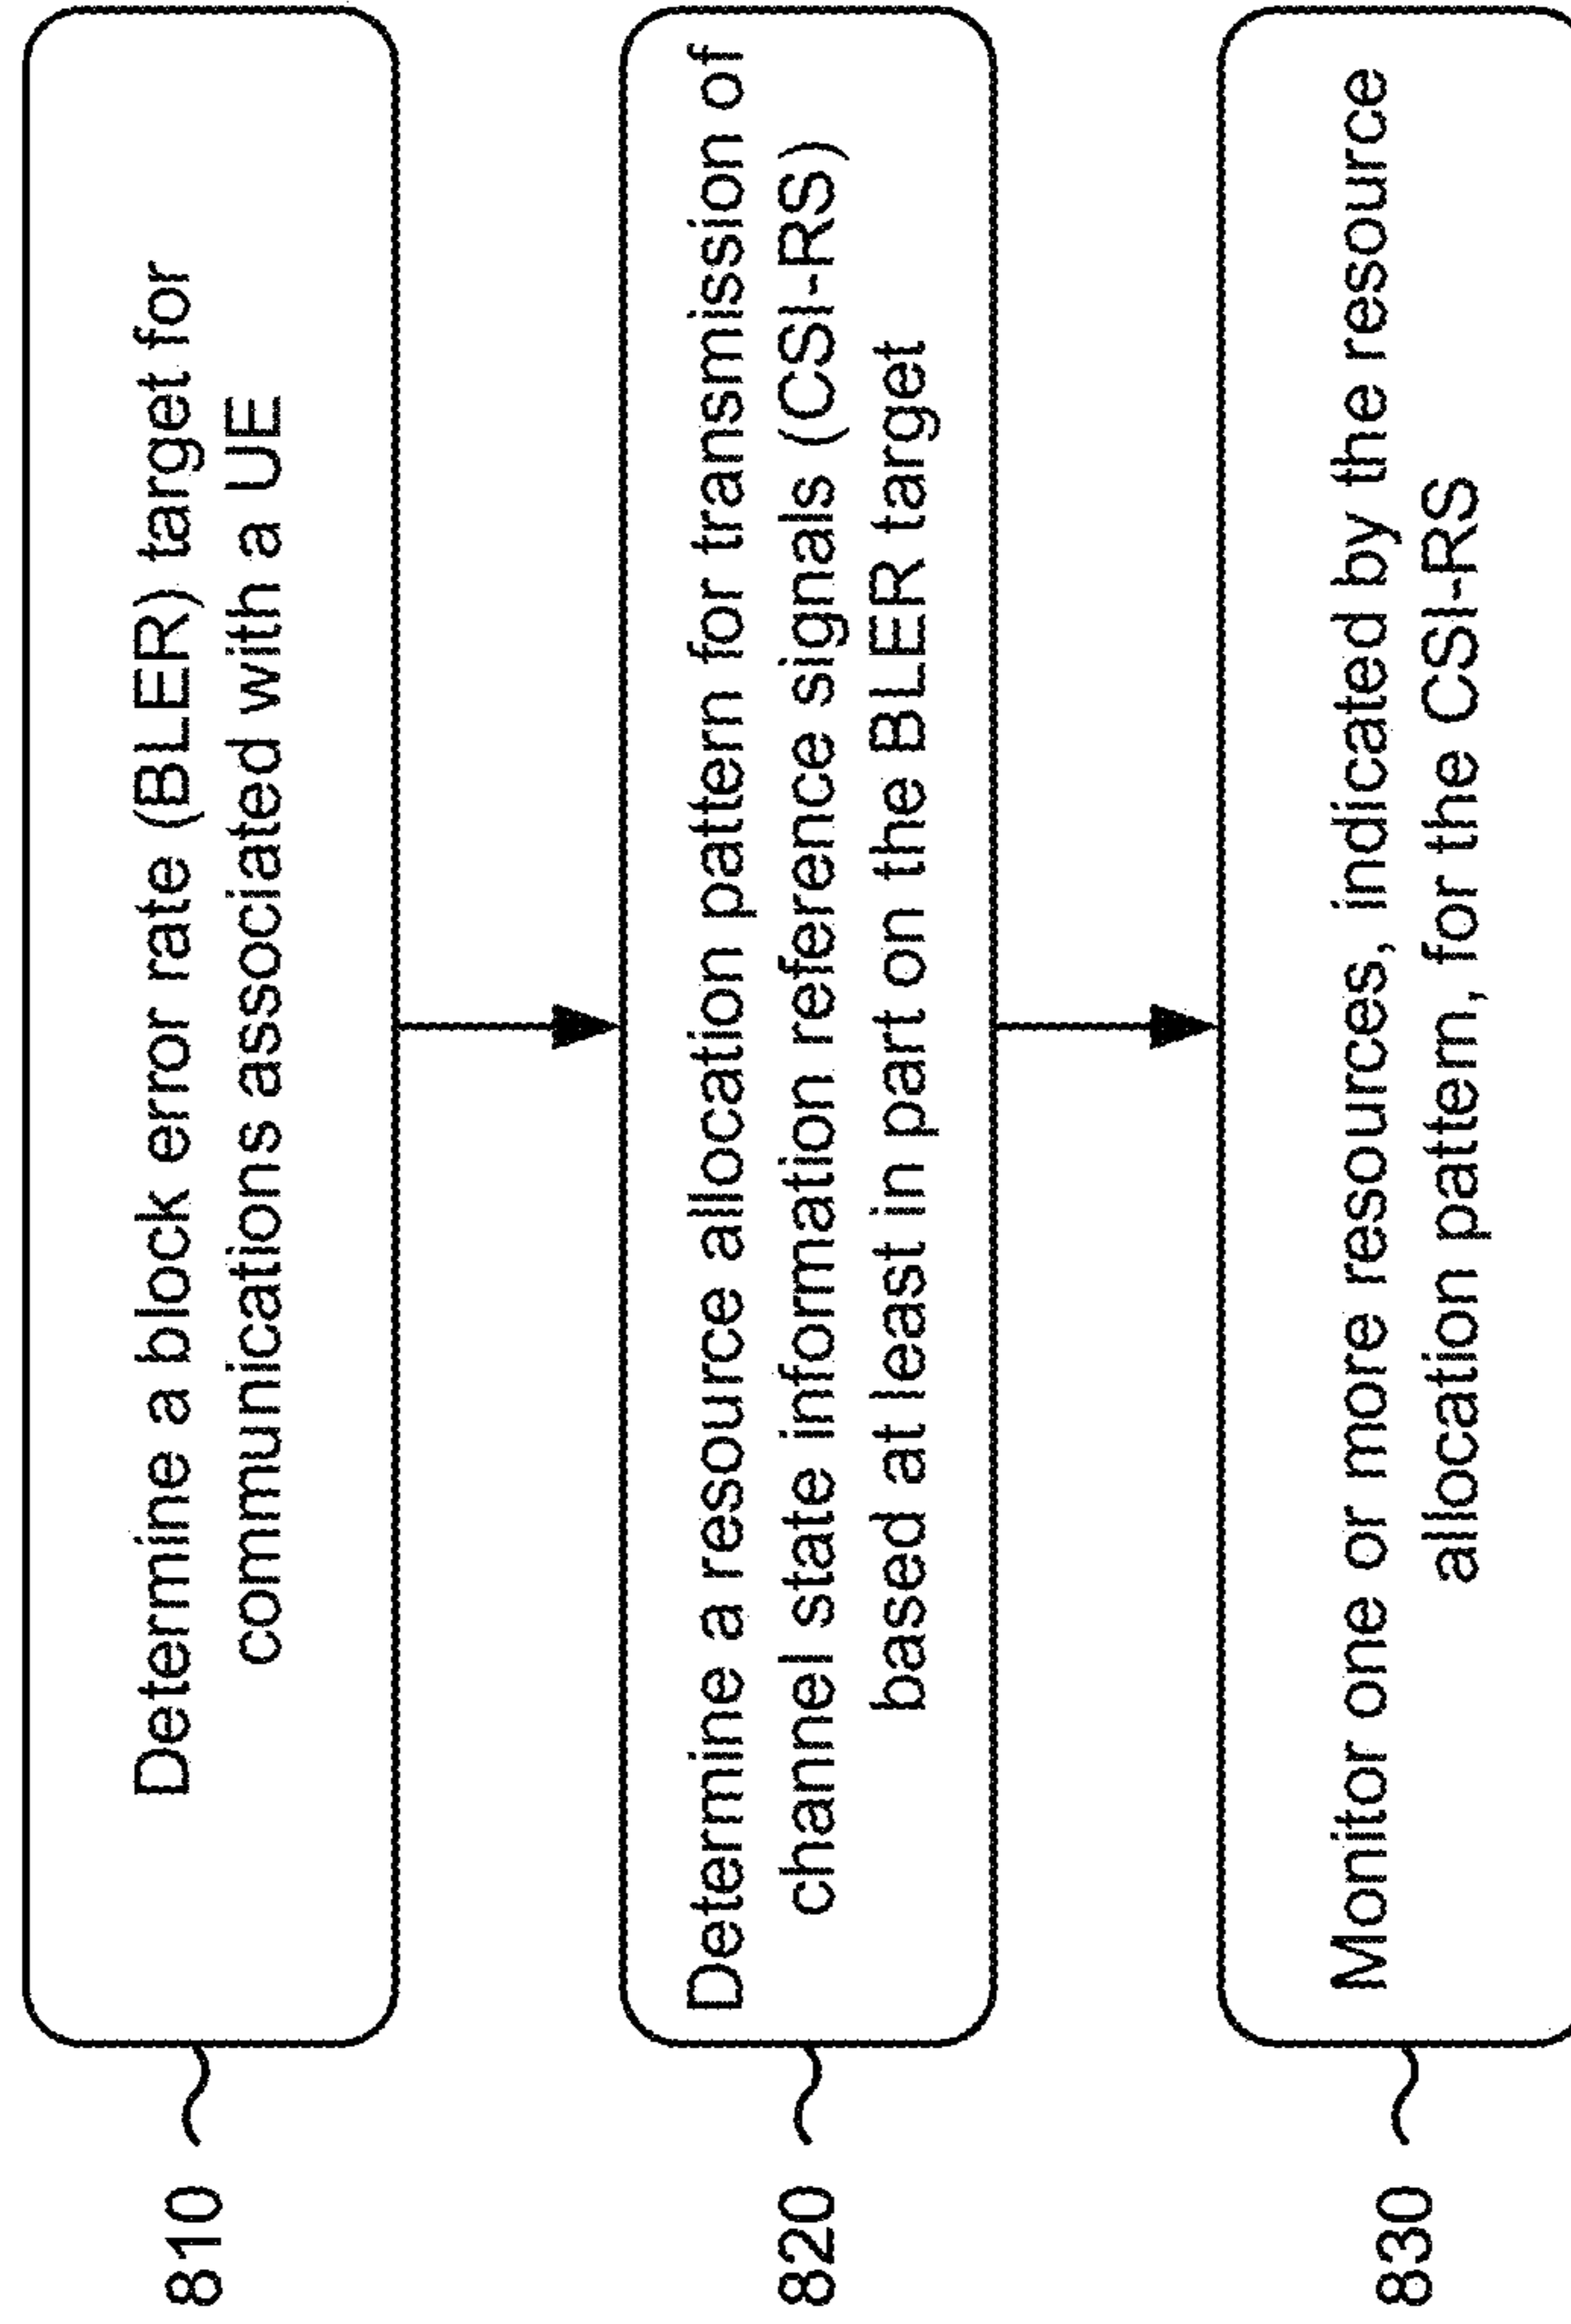 810
Determine a block error rate (BLER) target for
communications associated with a UE
820
Determine a resource allocation pattern for transmission of
channel state information reference signals (CSI-RS)
based at least in part on the BLER target
830
Monitor one or more resources, indicated by the resource
allocation pattern, for the CSI-RS